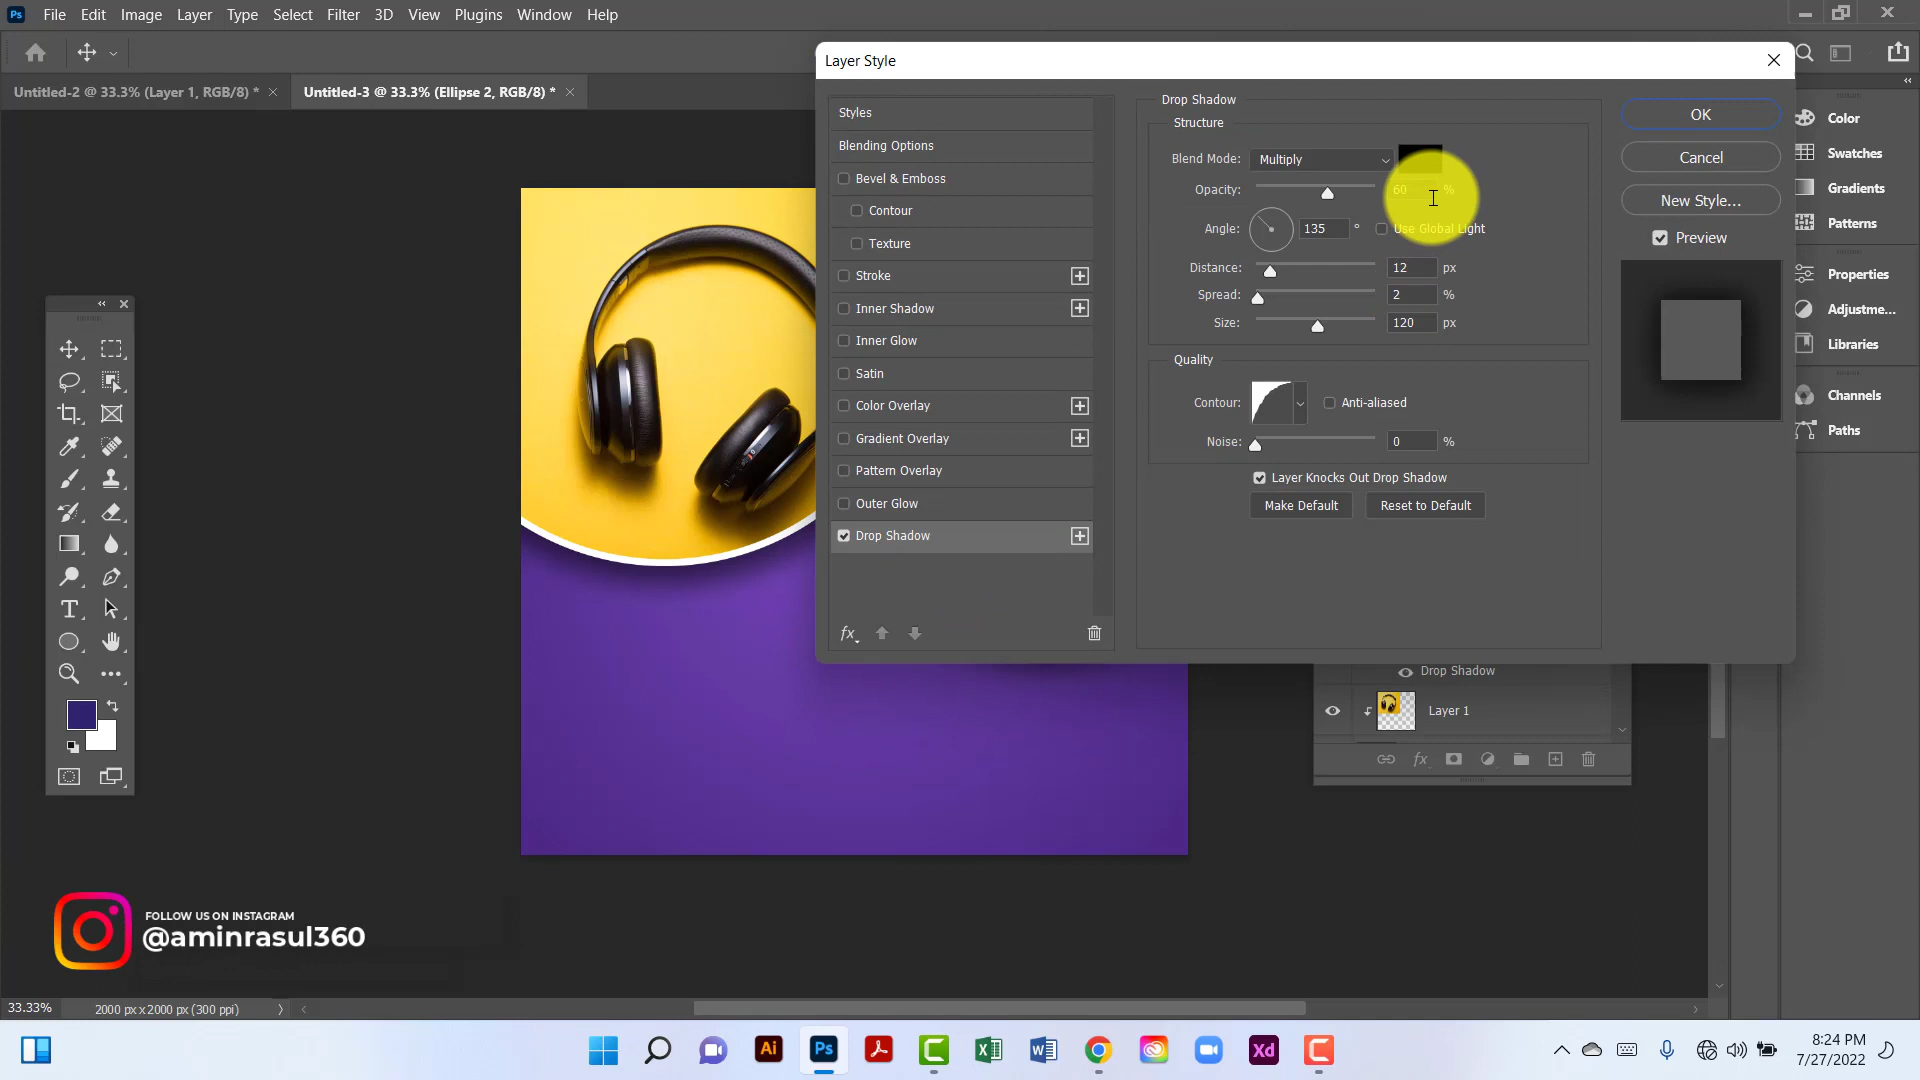 File Edit Image Layer Type Select Filter 3D View Plugins Window Help
Untitled-2 @ 33.3% (Layer 1, RGB/8) *
Untitled-3 @ 33.3% (Ellipse 2, RGB/8) *
Layer Style
Styles
Blending Options
Bevel & Emboss
Contour
Texture
Stroke
Inner Shadow
Inner Glow
Satin
Color Overlay
Gradient Overlay
Pattern Overlay
Outer Glow
Drop Shadow
fx
Drop Shadow
Structure
Blend Mode: Multiply
Opacity: 60 %
Angle: 135 ° Use Global Light
Distance: 12 px
Spread: 2 %
Size: 120 px
Quality
Contour: Anti-aliased
Noise: 0 %
Layer Knocks Out Drop Shadow
Make Default Reset to Default
OK
Cancel
New Style...
Preview
Color
Swatches
Gradients
Patterns
Properties
Adjustme...
Libraries
Channels
Paths
Drop Shadow
Layer 1
fx
FOLLOW US ON INSTAGRAM
@aminrasul360
33.33% 2000 px x 2000 px (300 ppi)
Ai Ps Xd
8:24 PM
7/27/2022